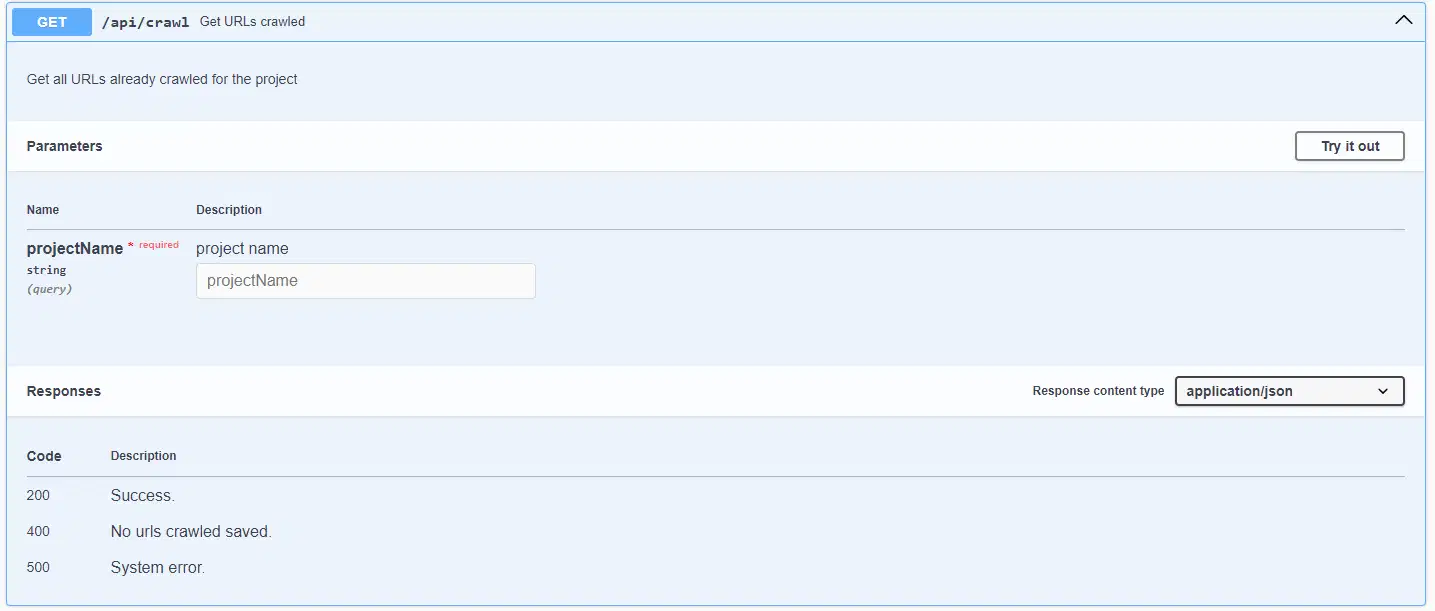 GET /api/crawl Get URLs crawled
Get all URLs already crawled for the project
Parameters Try it out
Name Description
projectName * required project name
string
(query)
projectName
Responses Response content type application/json
Code Description
200 Success.
400 No urls crawled saved.
500 System error.